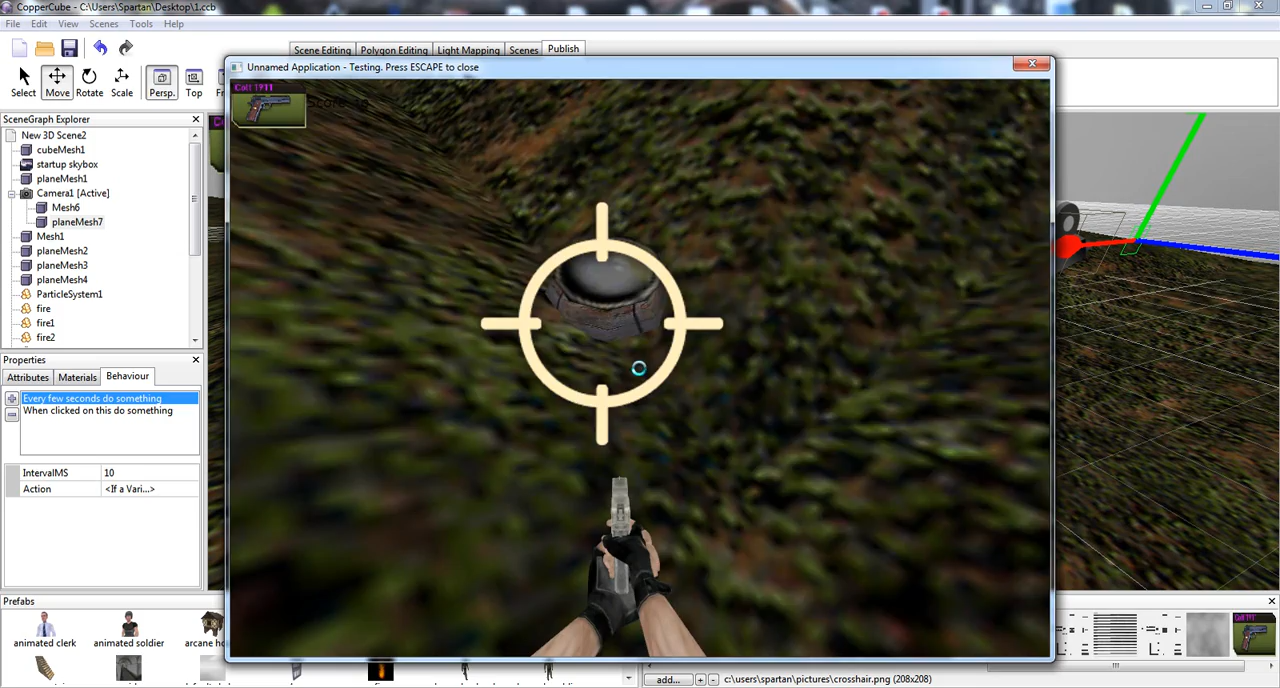 CopperCube - C:\Users\Spartan\Desktop\1.ccb
File Edit View Scenes Tools Help
Scene Editing Polygon Editing Light Mapping Scenes Publish
Select Move Rotate Scale Persp. Top
Unnamed Application - Testing. Press ESCAPE to close
Colt 1911
SceneGraph Explorer
New 3D Scene2
cubeMesh1
startup skybox
planeMesh1
Camera1 [Active]
Mesh6
planeMesh7
Mesh1
planeMesh2
planeMesh3
planeMesh4
ParticleSystem1
fire
fire1
fire2
Properties
Attributes Materials Behaviour
Every few seconds do something
When clicked on this do something
IntervalMS 10
Action <If a Vari...>
Prefabs
animated clerk animated soldier arcane ho
add... + - c:\users\spartan\pictures\crosshair.png (208x208)